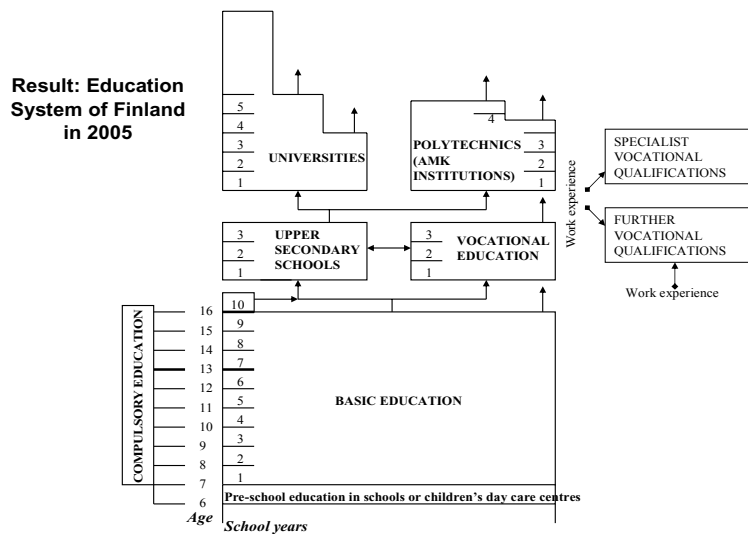 Result: Education
System of Finland
in 2005
5
4
3
2
1
UNIVERSITIES
4
POLYTECHNICS
(AMK
INSTITUTIONS)
3
2
1
Work experience
SPECIALIST
VOCATIONAL
QUALIFICATIONS
FURTHER
VOCATIONAL
QUALIFICATIONS
Work experience
3
2
1
UPPER
SECONDARY
SCHOOLS
3
2
1
VOCATIONAL
EDUCATION
COMPULSORY EDUCATION
16
15
14
13
12
11
10
9
8
7
6
Age
10
9
8
7
6
5
4
3
2
1
BASIC EDUCATION
Pre-school education in schools or children's day care centres
School years